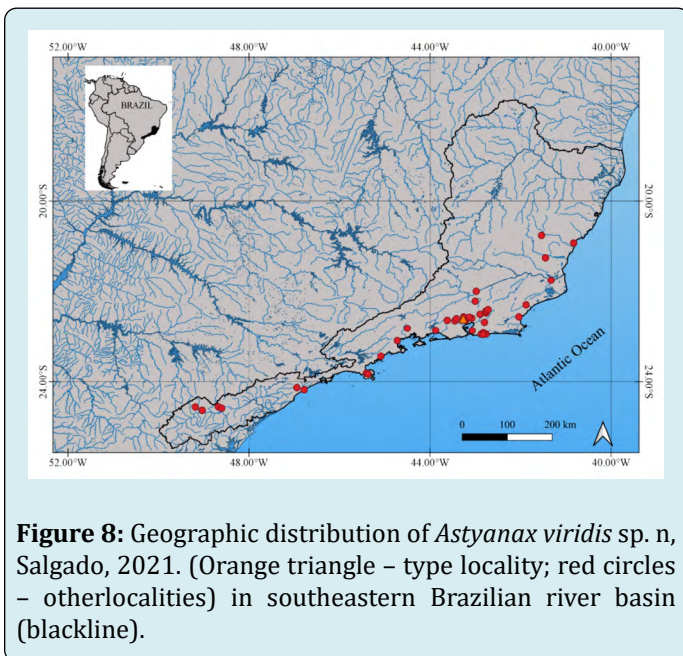 52.00°W 48.00°W 44.00°W 40.00°W
BRAZIL
20.00°S 20.00°S
24.00°S 24.00°S
Atlantic Ocean
0 100 200 km
52.00°W 48.00°W 44.00°W 40.00°W
Figure 8: Geographic distribution of Astyanax viridis sp. n,
Salgado, 2021. (Orange triangle – type locality; red circles
– otherlocalities) in southeastern Brazilian river basin
(blackline).